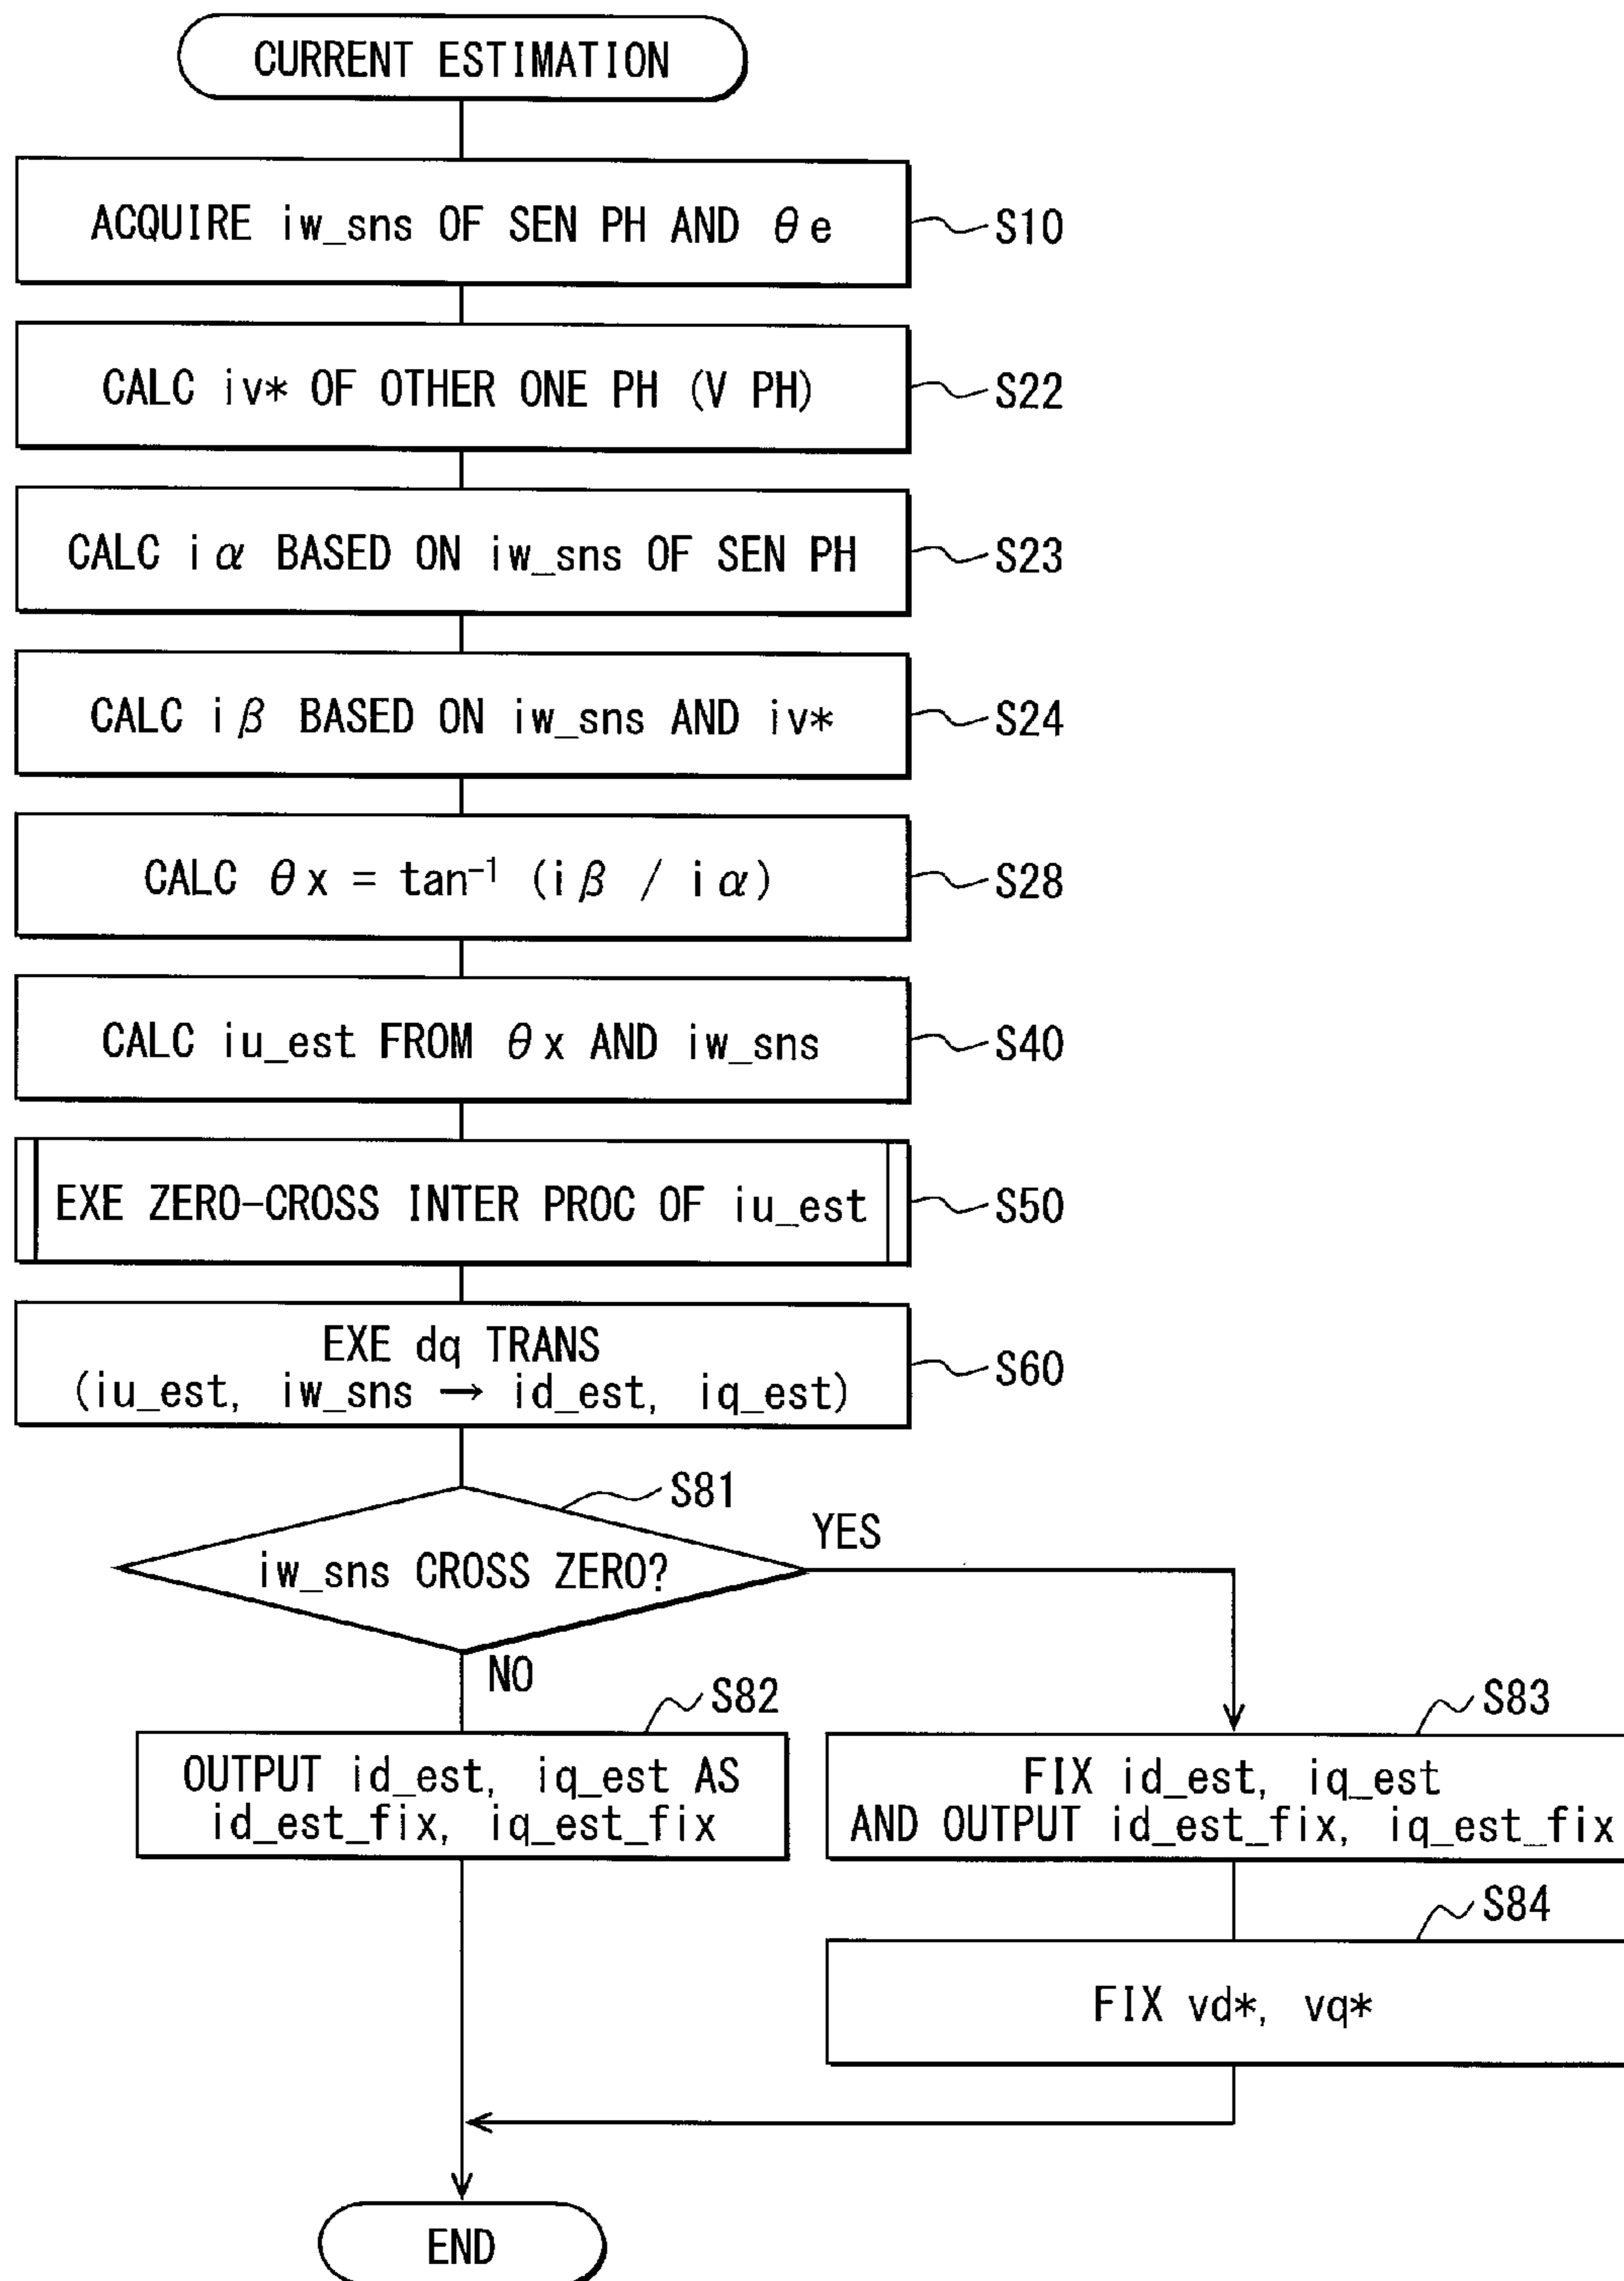 CURRENT ESTIMATION
ACQUIRE iw_sns OF SEN PH AND θe
S10
CALC iv* OF OTHER ONE PH (V PH)
S22
CALC iα BASED ON iw_sns OF SEN PH
S23
CALC iβ BASED ON iw_sns AND iv*
S24
CALC θx = tan⁻¹ (iβ / iα)
S28
CALC iu_est FROM θx AND iw_sns
S40
EXE ZERO-CROSS INTER PROC OF iu_est
S50
EXE dq TRANS
(iu_est, iw_sns → id_est, iq_est)
S60
S81
iw_sns CROSS ZERO?
YES
NO
S82
OUTPUT id_est, iq_est AS
id_est_fix, iq_est_fix
S83
FIX id_est, iq_est
AND OUTPUT id_est_fix, iq_est_fix
S84
FIX vd*, vq*
END